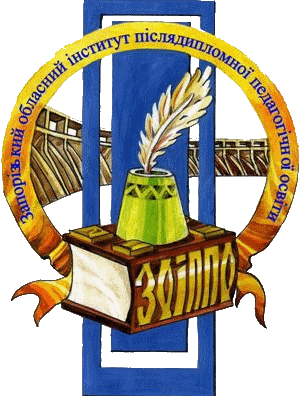 Запорізький обласний інститут післядипломної педагогічної освіти
ЗОІППО